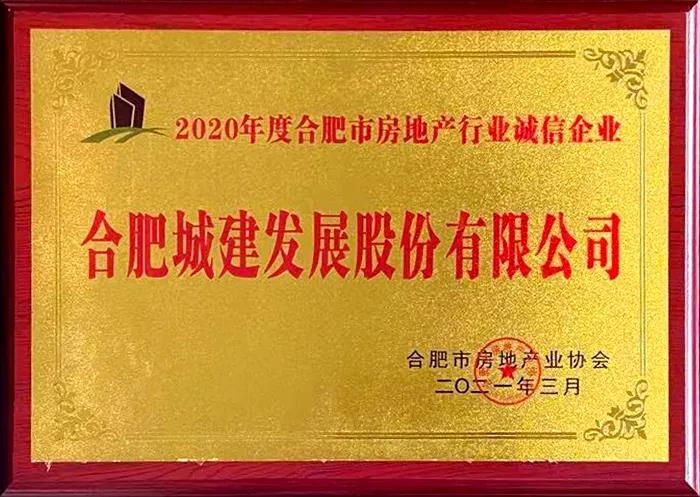 2020年度合肥市房地产行业诚信企业
合肥城建发展股份有限公司
合肥市房地产业协会
二〇二一年三月